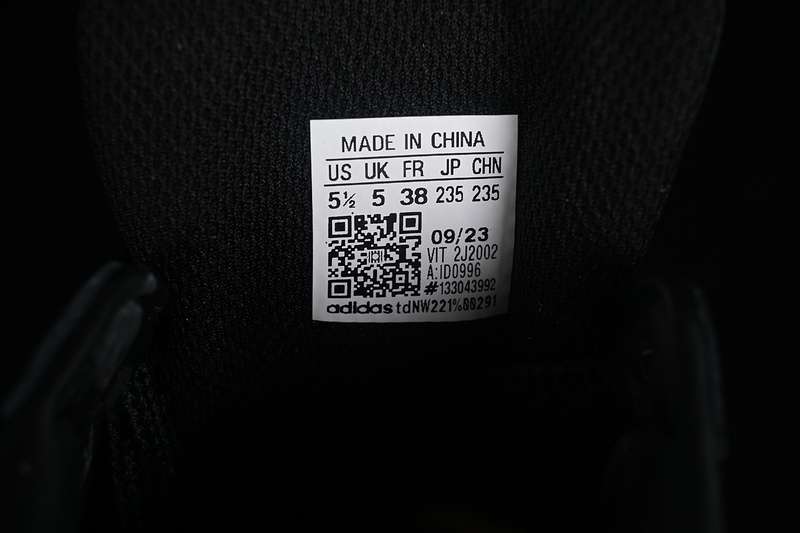 MADE IN CHINA
US UK FR JP CHN
5½ 5 38 235 235
09/23
VIT 2J2002
A:ID0996
#133043992
adidas tdNW221%00291